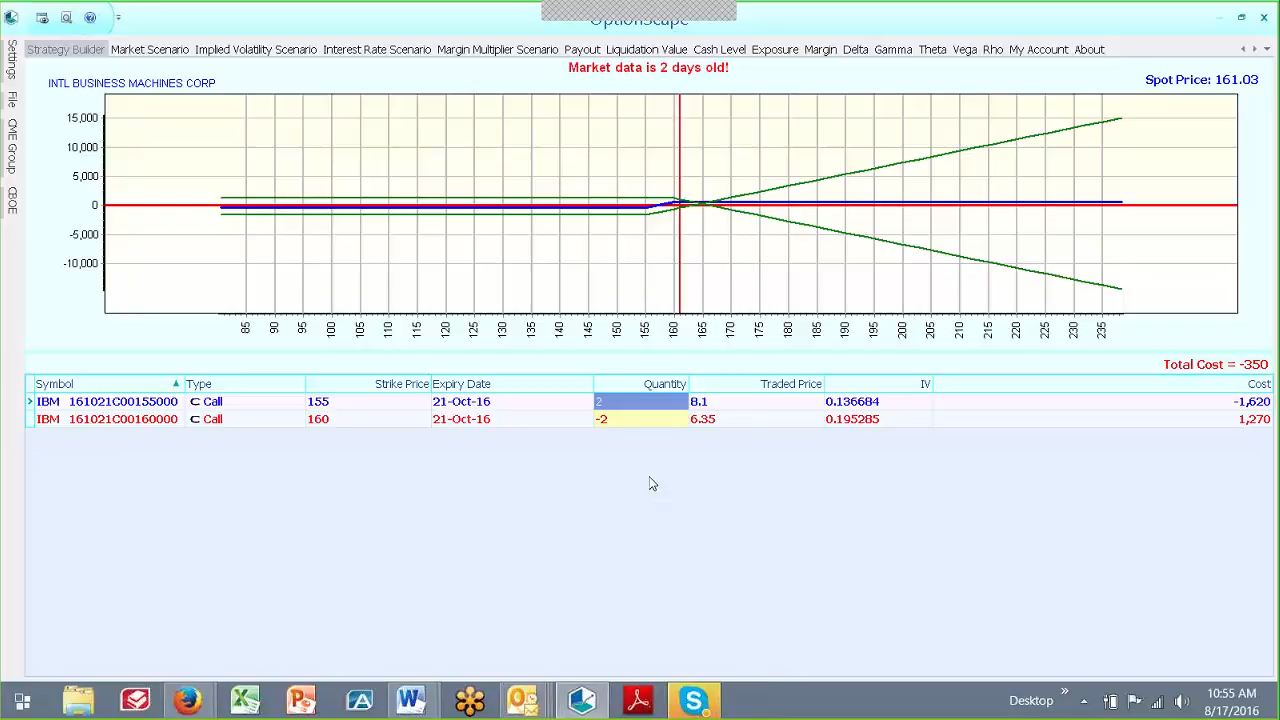 OptionScape
Strategy Builder Market Scenario Implied Volatility Scenario Interest Rate Scenario Margin Multiplier Scenario Payout Liquidation Value Cash Level Exposure Margin Delta Gamma Theta Vega Rho My Account About
Settings
File
CME Group
CBOE
Market data is 2 days old!
INTL BUSINESS MACHINES CORP
Spot Price: 161.03
15,000
10,000
5,000
0
-5,000
-10,000
85 90 95 100 105 110 115 120 125 130 135 140 145 150 155 160 165 170 175 180 185 190 195 200 205 210 215 220 225 230 235
Total Cost = -350
Symbol Type Strike Price Expiry Date Quantity Traded Price IV Cost
IBM 161021C00155000 C Call 155 21-Oct-16 2 8.1 0.136684 -1,620
IBM 161021C00160000 C Call 160 21-Oct-16 -2 6.35 0.195285 1,270
Desktop
10:55 AM
8/17/2016